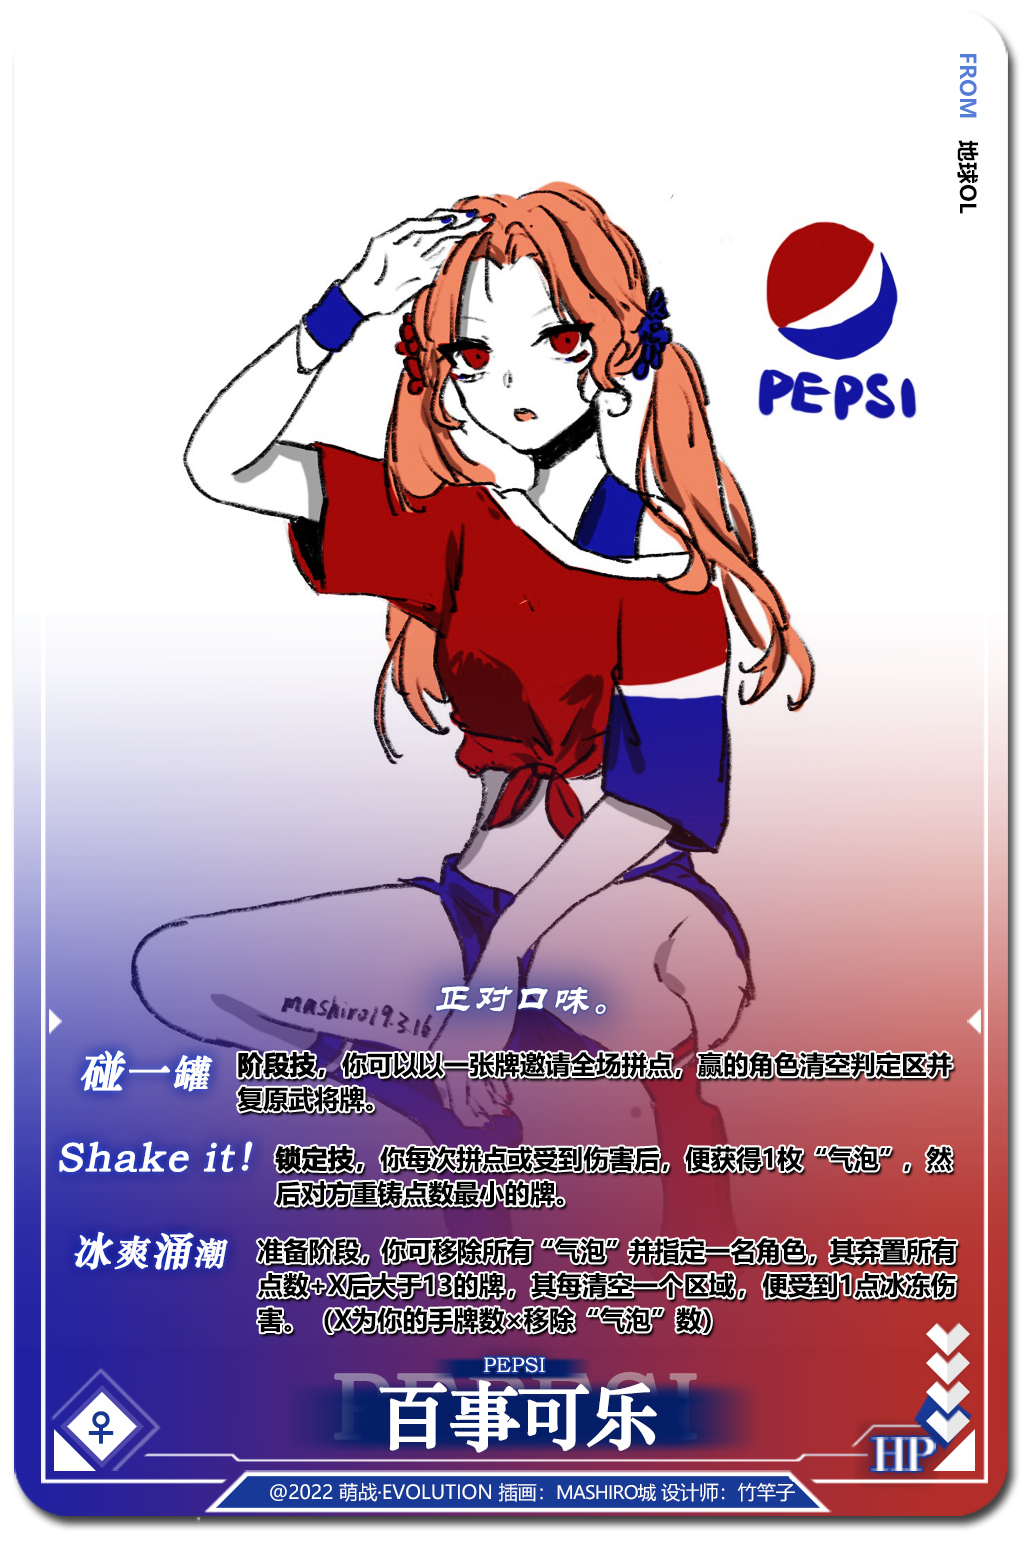 FROM 地球OL
PEPSI
mashiro19.3.16
正对口味。
碰一罐
阶段技，你可以以一张牌邀请全场拼点，赢的角色清空判定区并
复原武将牌。
Shake it!
锁定技，你每次拼点或受到伤害后，便获得1枚“气泡”，然
后对方重铸点数最小的牌。
冰爽涌潮
准备阶段，你可移除所有“气泡”并指定一名角色，其弃置所有
点数+X后大于13的牌，其每清空一个区域，便受到1点冰冻伤
害。（X为你的手牌数×移除“气泡”数）
PEPSI
百事可乐
HP
@2022 萌战·EVOLUTION 插画：MASHIRO城 设计师：竹竿子